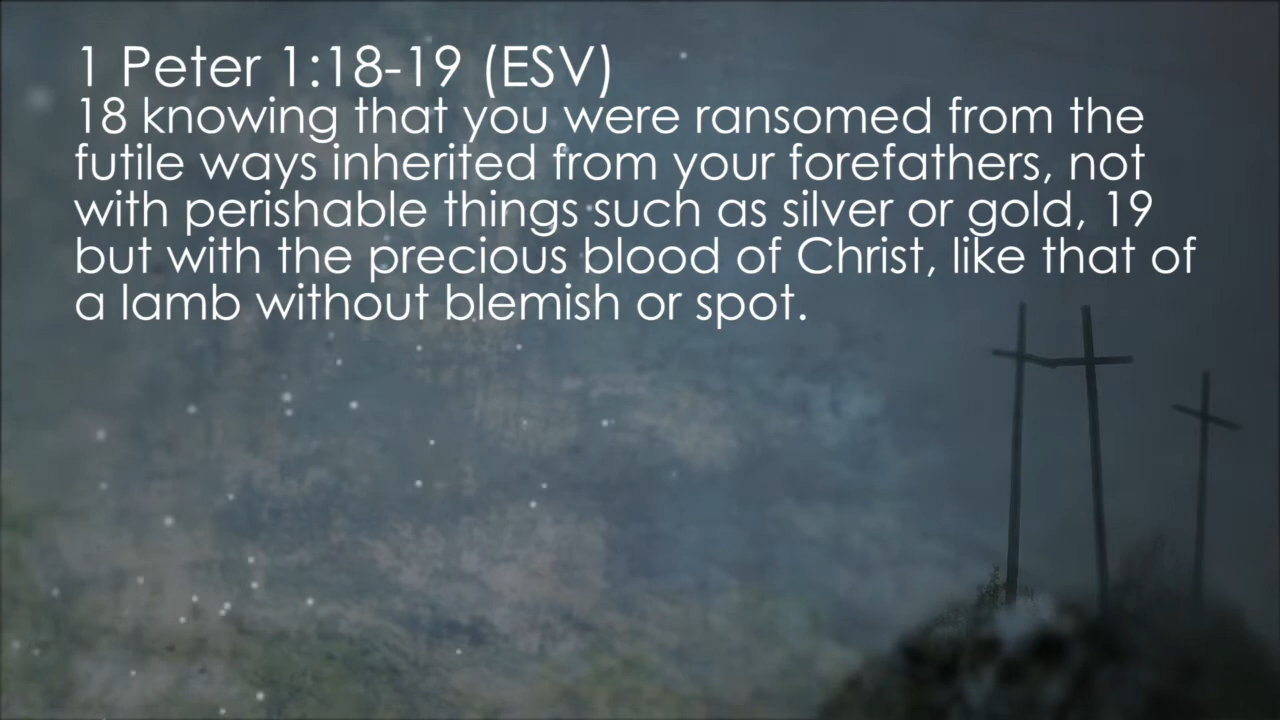 1 Peter 1:18-19 (ESV)
18 knowing that you were ransomed from the
futile ways inherited from your forefathers, not
with perishable things such as silver or gold, 19
but with the precious blood of Christ, like that of
a lamb without blemish or spot.